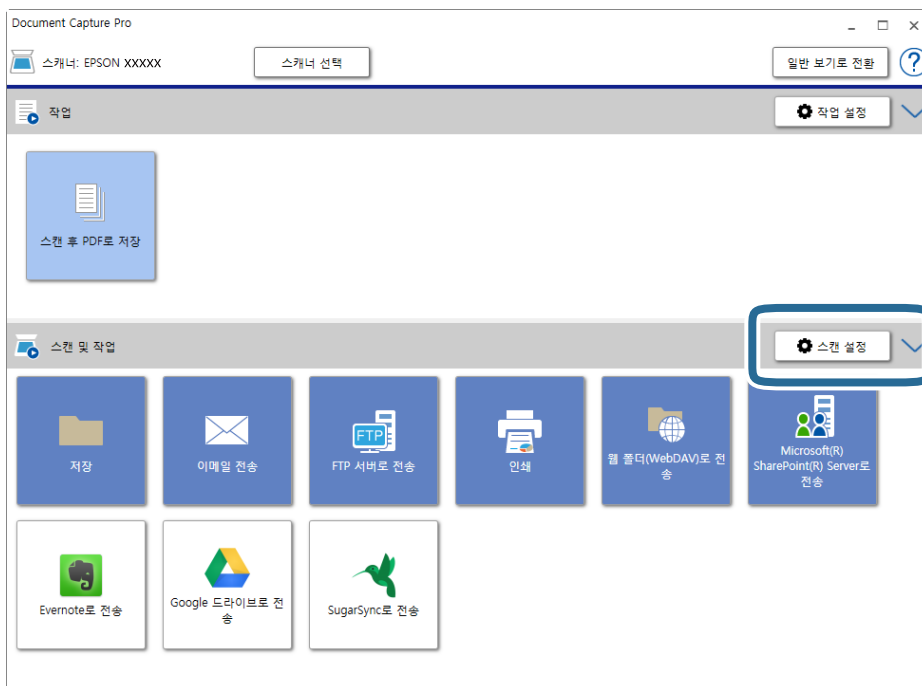 Document Capture Pro
스캐너: EPSON XXXXX
스캐너 선택
일반 보기로 전환
?
작업
작업 설정
스캔 후 PDF로 저장
스캔 및 작업
스캔 설정
저장
이메일 전송
FTP
FTP 서버로 전송
인쇄
웹 폴더(WebDAV)로 전
송
Microsoft(R)
SharePoint(R) Server로
전송
Evernote로 전송
Google 드라이브로 전
송
SugarSync로 전송